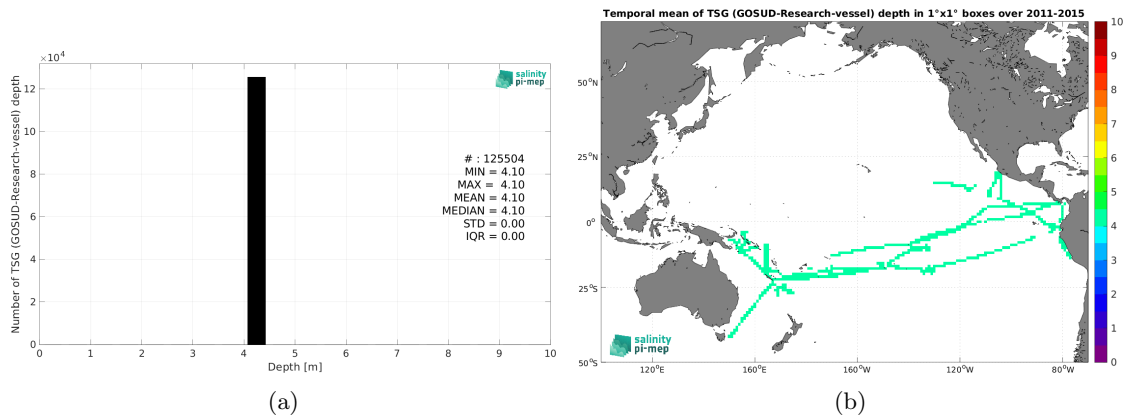 ×10⁴
12
10
8
6
4
2
0
0 1 2 3 4 5 6 7 8 9 10
Number of TSG (GOSUD-Research-vessel) depth
Depth [m]
salinity
pi-mep
# : 125504
MIN = 4.10
MAX = 4.10
MEAN = 4.10
MEDIAN = 4.10
STD = 0.00
IQR = 0.00
(a)
Temporal mean of TSG (GOSUD-Research-vessel) depth in 1°x1° boxes over 2011-2015
50°N
25°N
0°
25°S
50°S
120°E 160°E 160°W 120°W 80°W
salinity
pi-mep
10
9
8
7
6
5
4
3
2
1
0
(b)